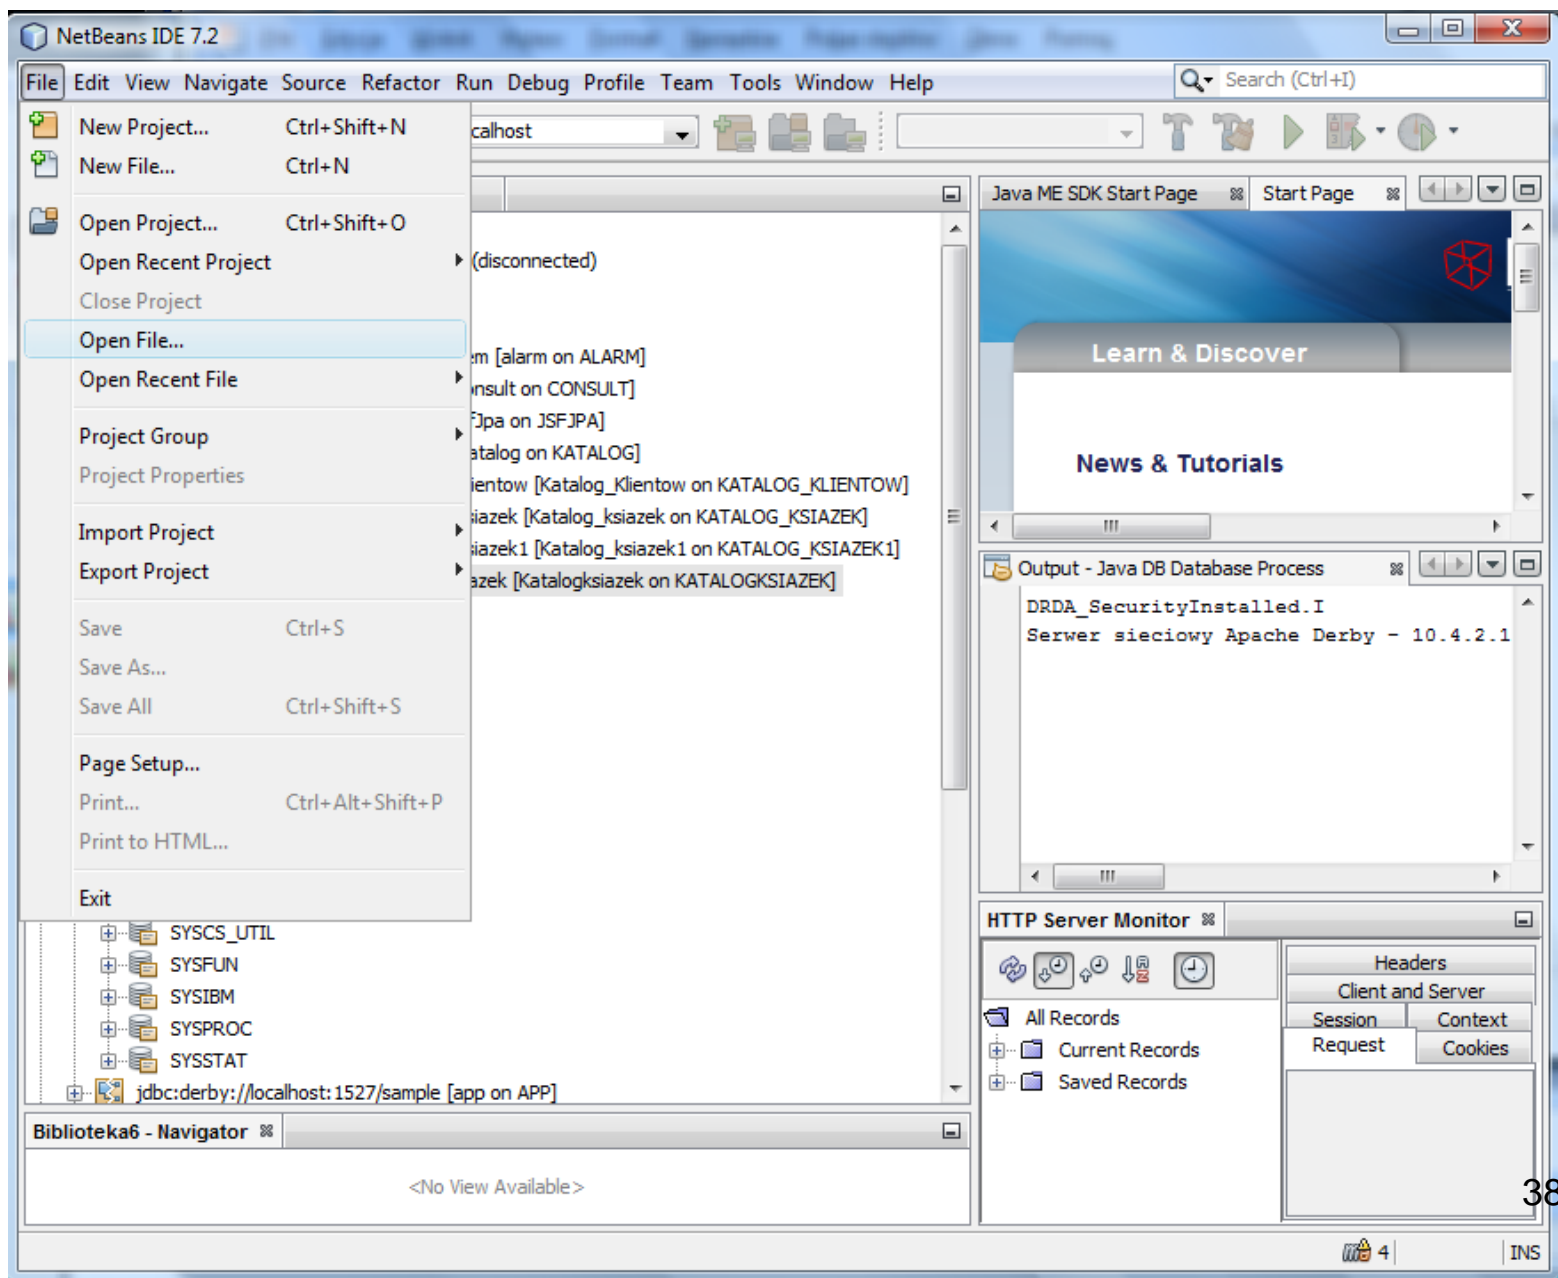 NetBeans IDE 7.2
File Edit View Navigate Source Refactor Run Debug Profile Team Tools Window Help
Search (Ctrl+I)
New Project... Ctrl+Shift+N
New File... Ctrl+N
Open Project... Ctrl+Shift+O
Open Recent Project
Close Project
Open File...
Open Recent File
Project Group
Project Properties
Import Project
Export Project
Save Ctrl+S
Save As...
Save All Ctrl+Shift+S
Page Setup...
Print... Ctrl+Alt+Shift+P
Print to HTML...
Exit
calhost
(disconnected)
em [alarm on ALARM]
onsult on CONSULT]
fJpa on JSFJPA]
atalog on KATALOG]
lientow [Katalog_Klientow on KATALOG_KLIENTOW]
siazek [Katalog_ksiazek on KATALOG_KSIAZEK]
siazek1 [Katalog_ksiazek1 on KATALOG_KSIAZEK1]
azek [Katalogksiazek on KATALOGKSIAZEK]
SYSCS_UTIL
SYSFUN
SYSIBM
SYSPROC
SYSSTAT
jdbc:derby://localhost:1527/sample [app on APP]
Biblioteka6 - Navigator
<No View Available>
Java ME SDK Start Page Start Page
Learn & Discover
News & Tutorials
Output - Java DB Database Process
DRDA_SecurityInstalled.I
Serwer sieciowy Apache Derby - 10.4.2.1
HTTP Server Monitor
All Records
Current Records
Saved Records
Headers
Client and Server
Session Context
Request Cookies
38
4 INS